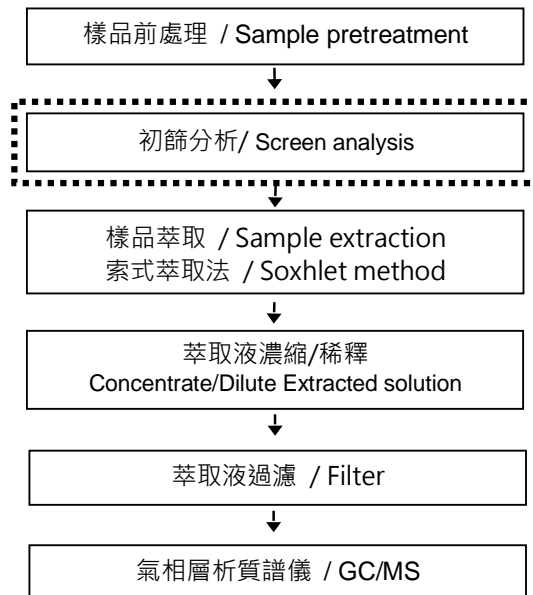 樣品前處理 / Sample pretreatment
初篩分析/ Screen analysis
樣品萃取 / Sample extraction
索式萃取法 / Soxhlet method
萃取液濃縮/稀釋
Concentrate/Dilute Extracted solution
萃取液過濾 / Filter
氣相層析質譜儀 / GC/MS